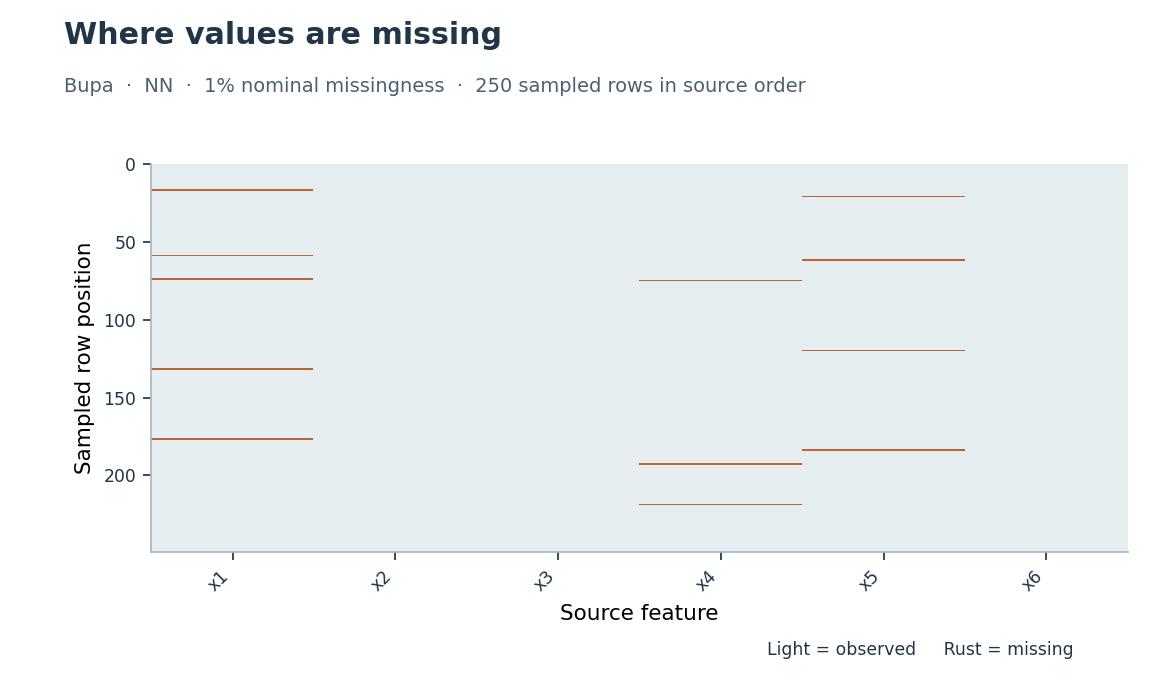 Where values are missing
Bupa · NN · 1% nominal missingness · 250 sampled rows in source order
0
50
100
150
200
Sampled row position
x1 x2 x3 x4 x5 x6
Source feature
Light = observed Rust = missing